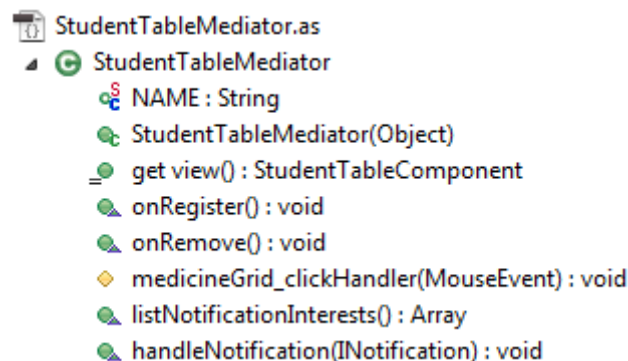 StudentTableMediator.as
StudentTableMediator
NAME : String
StudentTableMediator(Object)
get view() : StudentTableComponent
onRegister() : void
onRemove() : void
medicineGrid_clickHandler(MouseEvent) : void
listNotificationInterests() : Array
handleNotification(INotification) : void